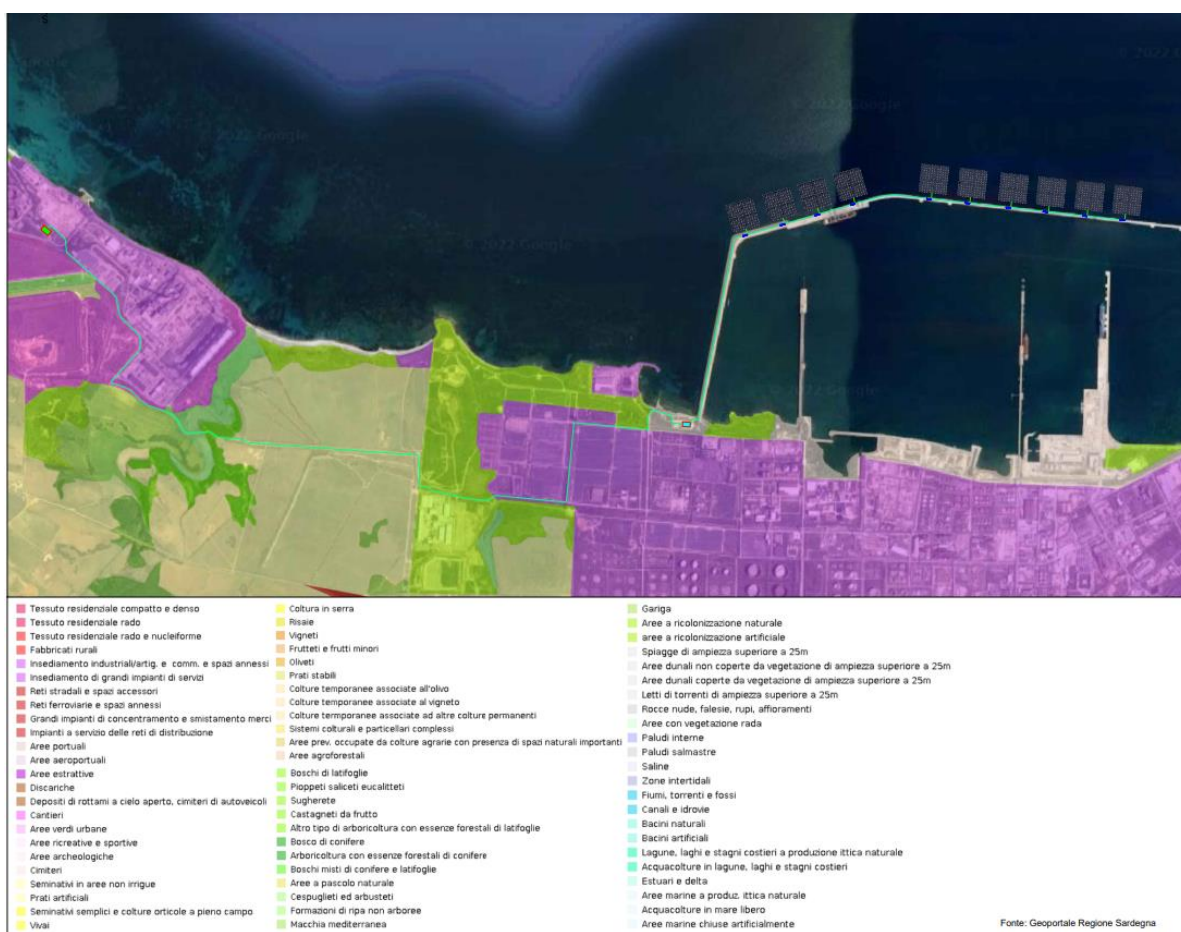 © 2022 Google
© 2022 Google
© 2022 Google
© 2022 Google
© 2022 Google
Tessuto residenziale compatto e denso
Tessuto residenziale rado
Tessuto residenziale rado e nucleiforme
Fabbricati rurali
Insediamento industriali/artig. e comm. e spazi annessi
Insediamento di grandi impianti di servizi
Reti stradali e spazi accessori
Reti ferroviarie e spazi annessi
Grandi impianti di concentramento e smistamento merci
Impianti a servizio delle reti di distribuzione
Aree portuali
Aree aeroportuali
Aree estrattive
Discariche
Depositi di rottami a cielo aperto, cimiteri di autoveicoli
Cantieri
Aree verdi urbane
Aree ricreative e sportive
Aree archeologiche
Cimiteri
Seminativi in aree non irrigue
Prati artificiali
Seminativi semplici e colture orticole a pieno campo
Vivai
Coltura in serra
Risaie
Vigneti
Frutteti e frutti minori
Oliveti
Prati stabili
Colture temporanee associate all'olivo
Colture temporanee associate al vigneto
Colture temporanee associate ad altre colture permanenti
Sistemi colturali e particellari complessi
Aree prev. occupate da colture agrarie con presenza di spazi naturali importanti
Aree agroforestali
Boschi di latifoglie
Pioppeti saliceti eucalitteti
Sugherete
Castagneti da frutto
Altro tipo di arboricoltura con essenze forestali di latifoglie
Bosco di conifere
Arboricoltura con essenze forestali di conifere
Boschi misti di conifere e latifoglie
Aree a pascolo naturale
Cespuglieti ed arbusteti
Formazioni di ripa non arboree
Macchia mediterranea
Gariga
Aree a ricolonizzazione naturale
aree a ricolonizzazione artificiale
Spiagge di ampiezza superiore a 25m
Aree dunali non coperte da vegetazione di ampiezza superiore a 25m
Aree dunali coperte da vegetazione di ampiezza superiore a 25m
Letti di torrenti di ampiezza superiore a 25m
Rocce nude, falesie, rupi, affioramenti
Aree con vegetazione rada
Paludi interne
Paludi salmastre
Saline
Zone intertidali
Fiumi, torrenti e fossi
Canali e idrovie
Bacini naturali
Bacini artificiali
Lagune, laghi e stagni costieri a produzione ittica naturale
Acquacolture in lagune, laghi e stagni costieri
Estuari e delta
Aree marine a produz. ittica naturale
Acquacolture in mare libero
Aree marine chiuse artificialmente
Fonte: Geoportale Regione Sardegna